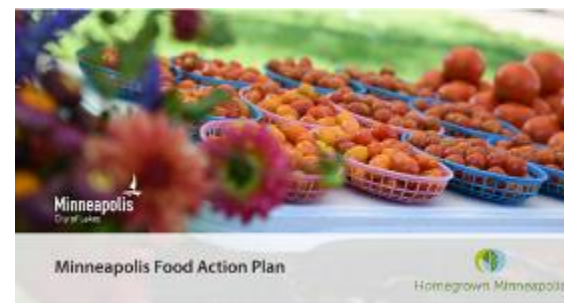 Minneapolis
City of Lakes
Minneapolis Food Action Plan
Homegrown Minneapolis